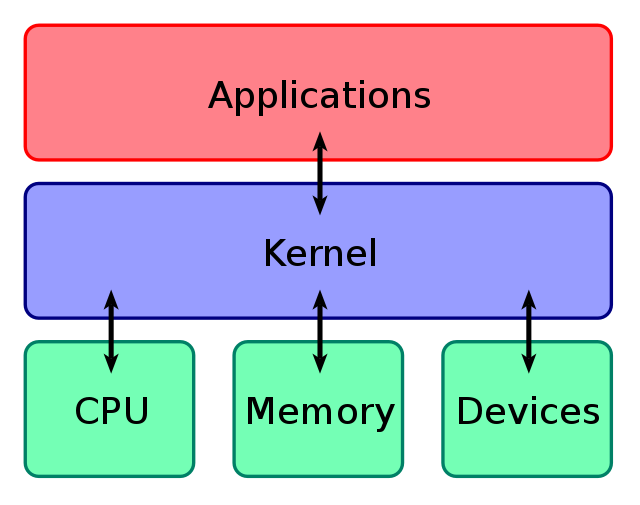 Applications
Kernel
CPU
Memory
Devices